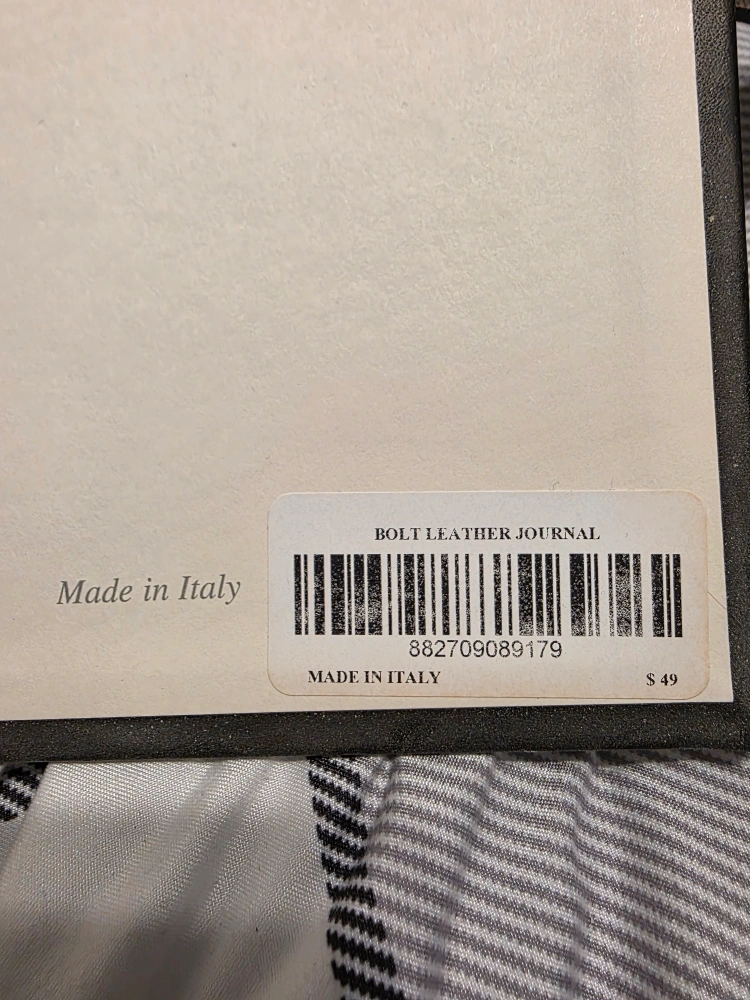 BOLT LEATHER JOURNAL
882709089179
Made in Italy
MADE IN ITALY
$ 49